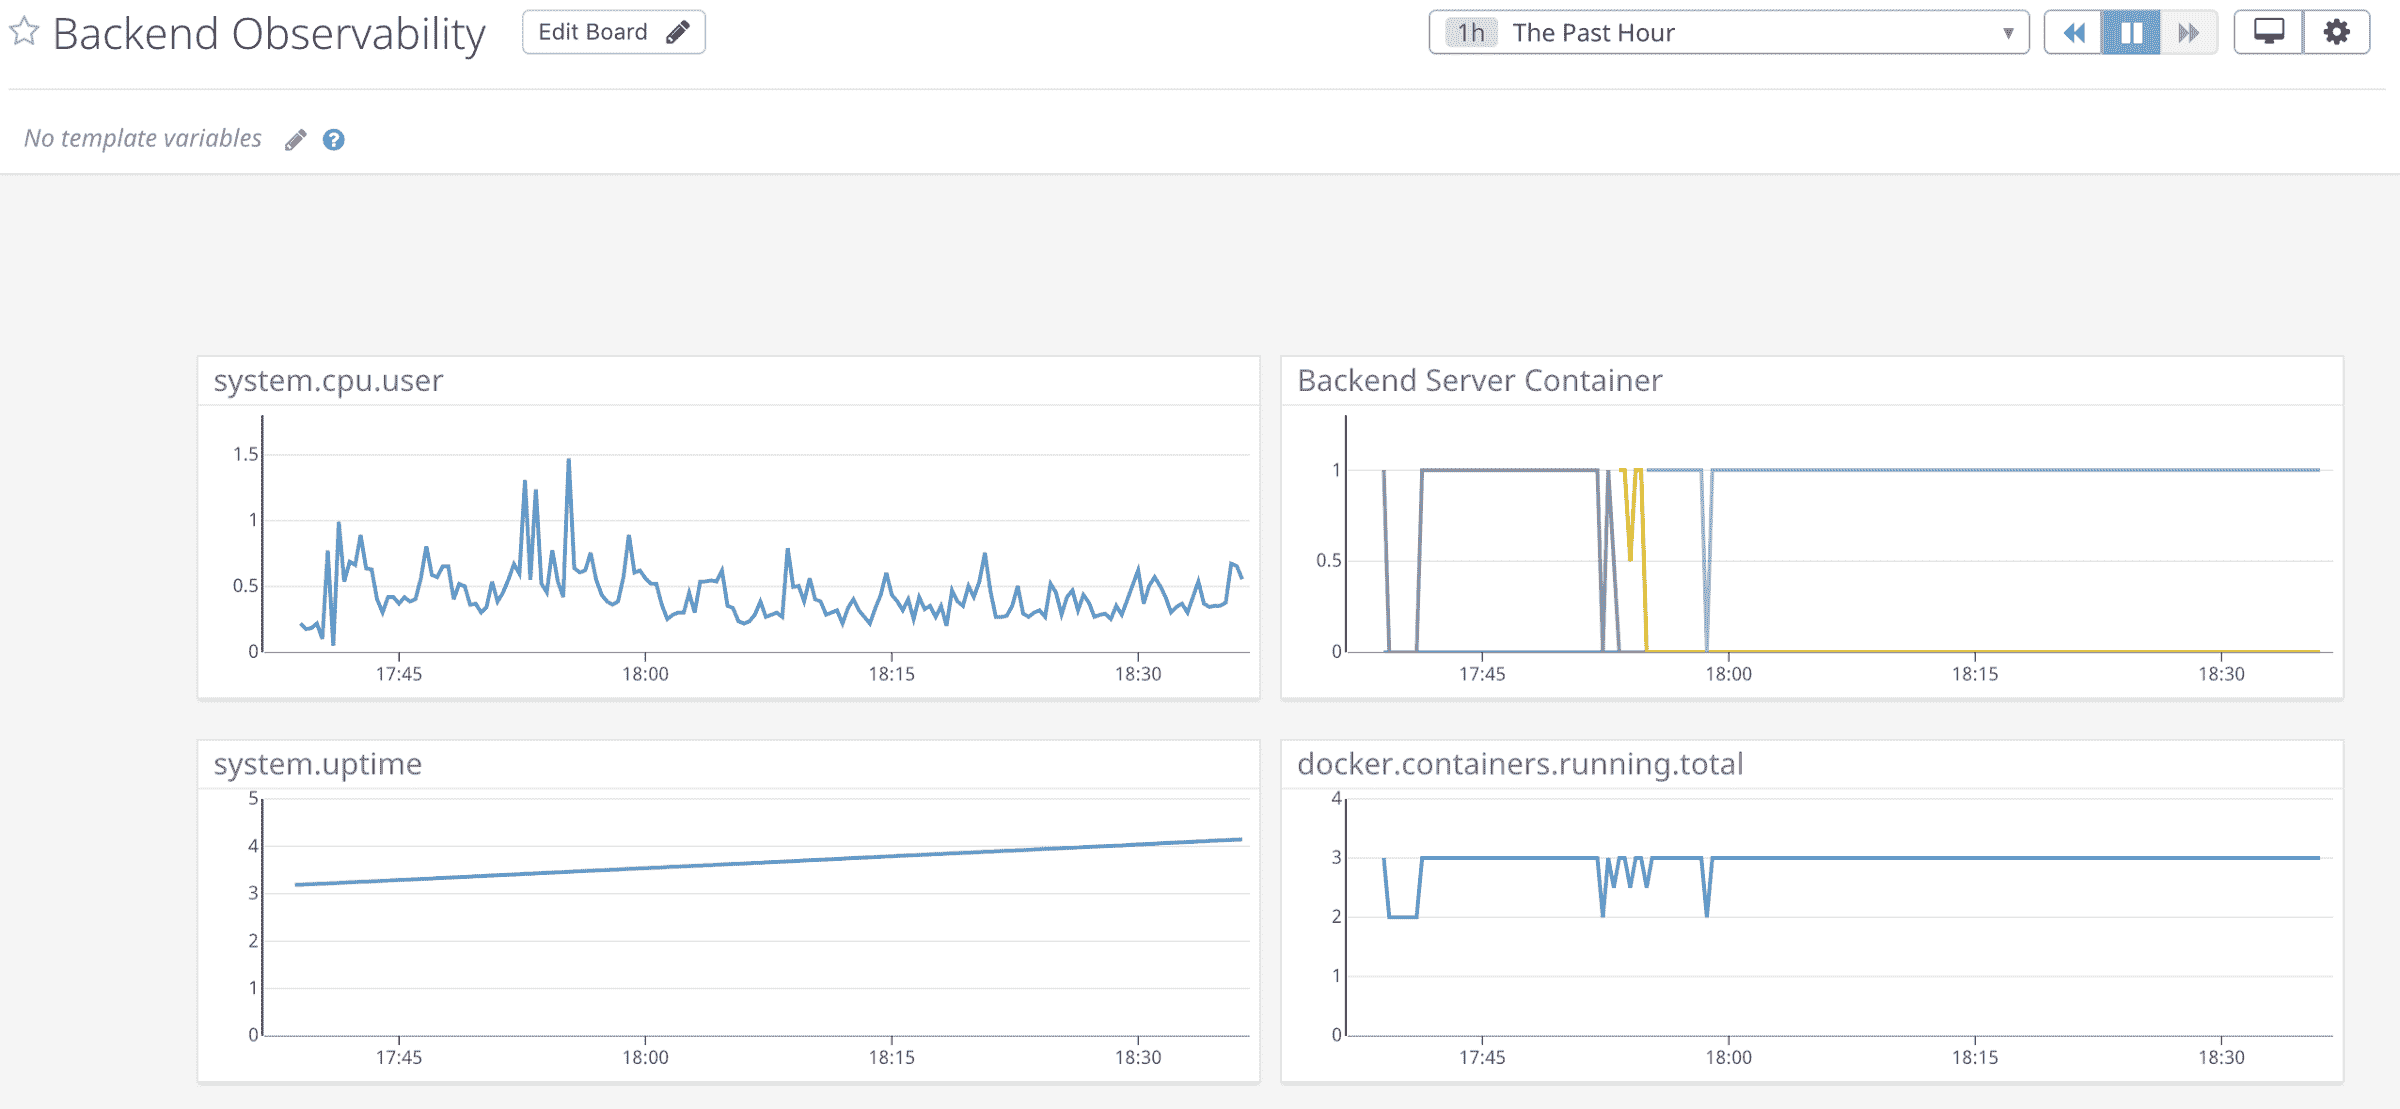 Backend Observability
Edit Board
1h The Past Hour
No template variables
?
system.cpu.user
1.5
1
0.5
0
17:45 18:00 18:15 18:30
Backend Server Container
1
0.5
0
17:45 18:00 18:15 18:30
system.uptime
5
4
3
2
1
0
17:45 18:00 18:15 18:30
docker.containers.running.total
4
3
2
1
0
17:45 18:00 18:15 18:30